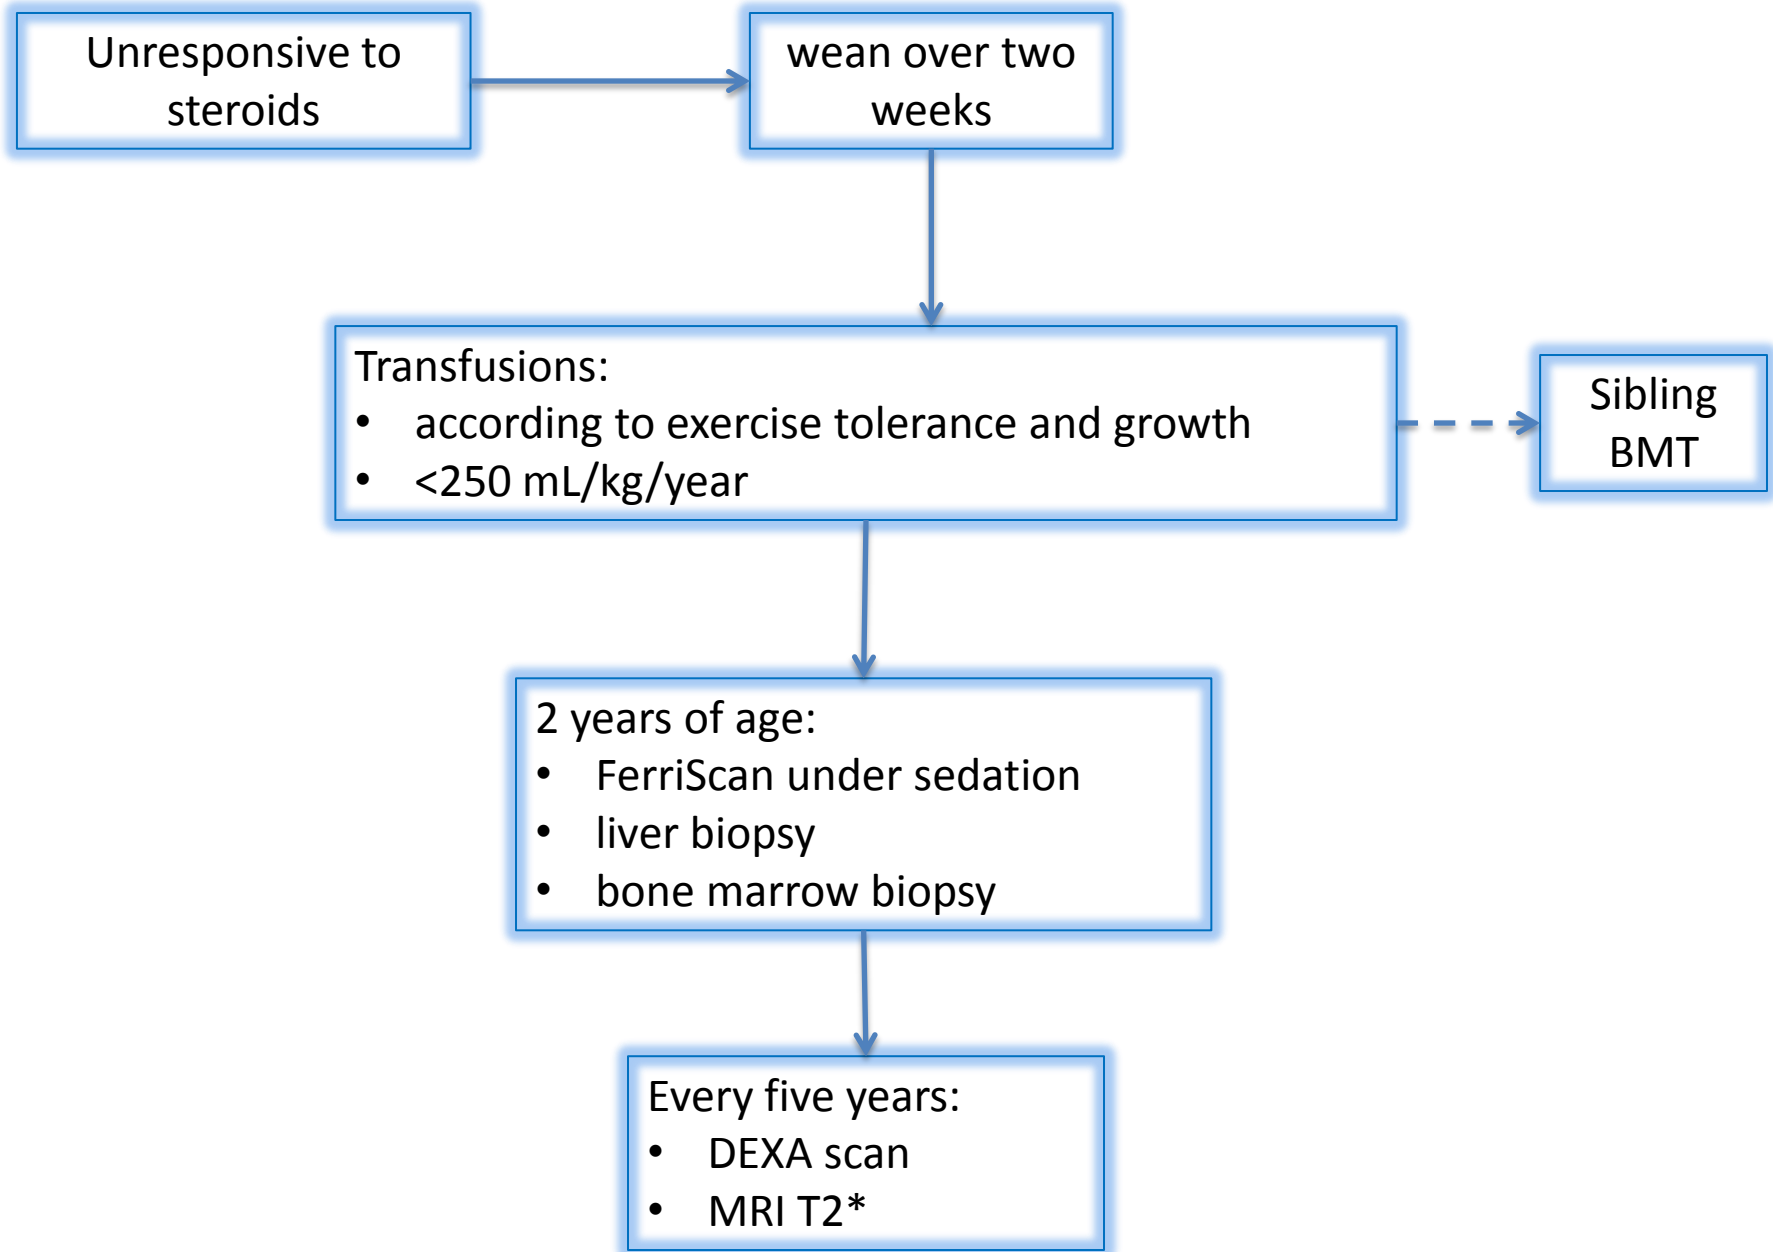 Unresponsive to
steroids
wean over two
weeks
Transfusions:
• according to exercise tolerance and growth
• <250 mL/kg/year
Sibling
BMT
2 years of age:
• FerriScan under sedation
• liver biopsy
• bone marrow biopsy
Every five years:
• DEXA scan
• MRI T2*